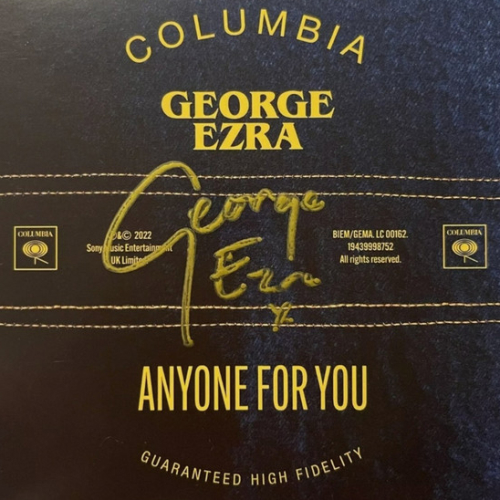 COLUMBIA
GEORGE
EZRA
George
Ezra
COLUMBIA
℗&© 2022
Sony Music Entertainment
UK Limited
BIEM/GEMA. LC 00162.
19439998752
All rights reserved.
COLUMBIA
ANYONE FOR YOU
GUARANTEED HIGH FIDELITY